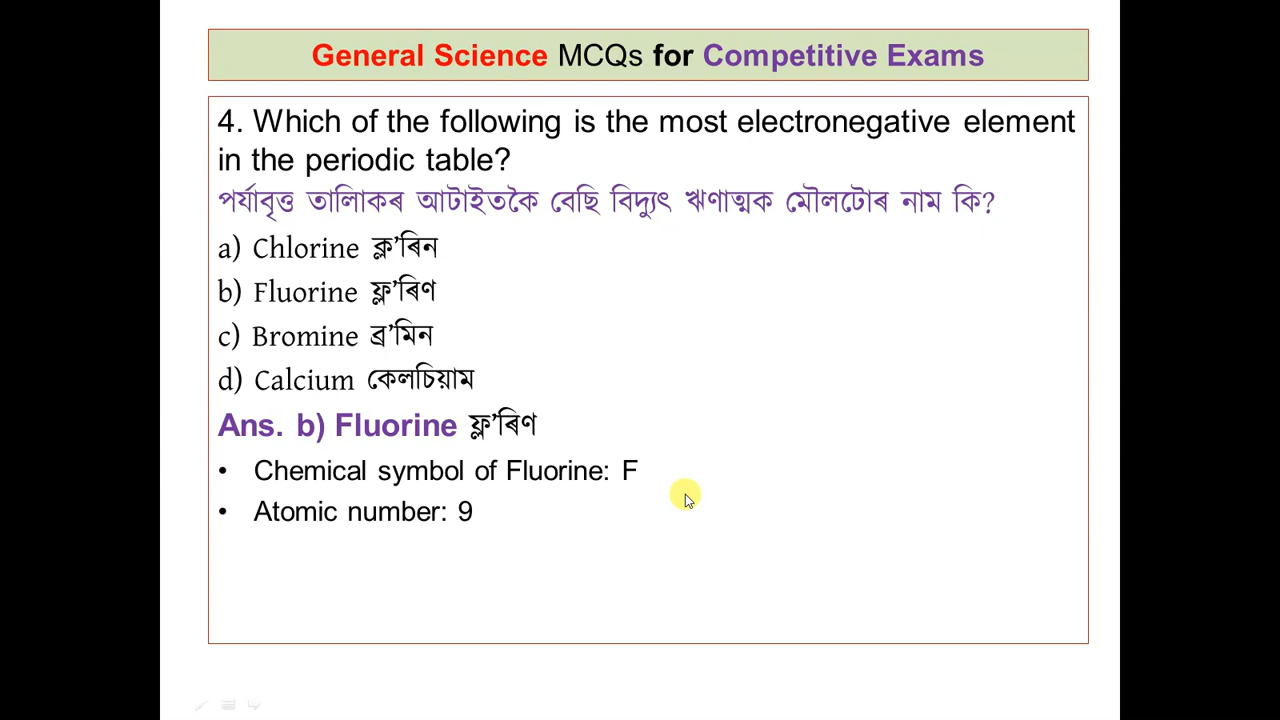 General Science MCQs for Competitive Exams
4. Which of the following is the most electronegative element
in the periodic table?
পৰ্যাবৃত্ত তালিাকৰ আটাইতকৈ বেছি বিদ্যুৎ ঋণাত্মক মৌলটোৰ নাম কি?
a) Chlorine ক্ল’ৰিন
b) Fluorine ফ্ল’ৰিণ
c) Bromine ব্ৰ’মিন
d) Calcium কেলচিয়াম
Ans. b) Fluorine ফ্ল’ৰিণ
• Chemical symbol of Fluorine: F
• Atomic number: 9